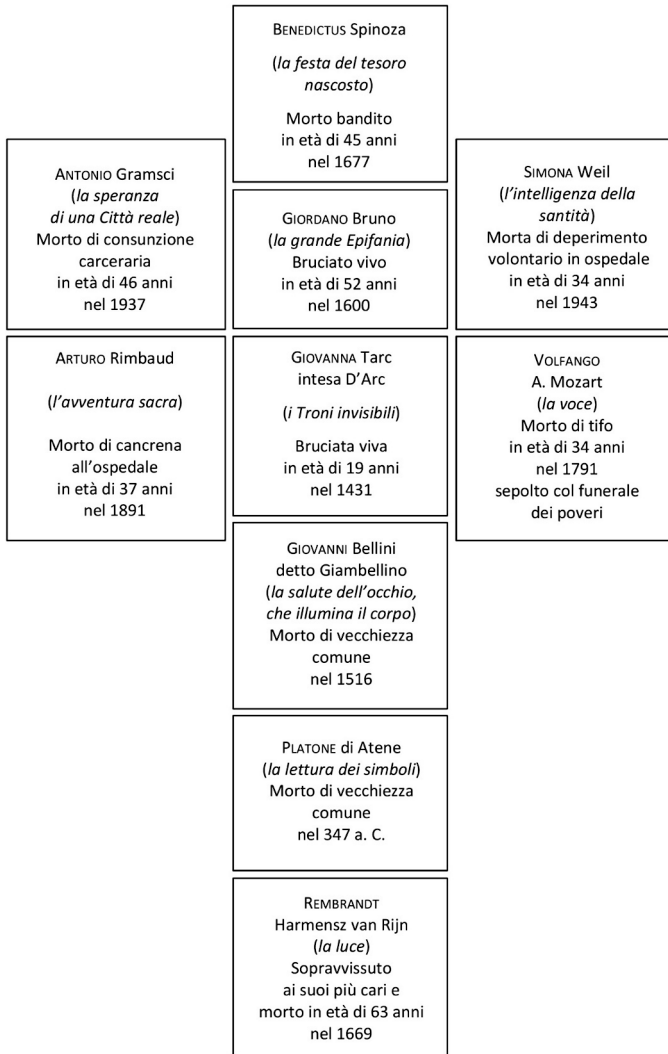 BENEDICTUS Spinoza
(la festa del tesoro
nascosto)
Morto bandito
in età di 45 anni
nel 1677
ANTONIO Gramsci
(la speranza
di una Città reale)
Morto di consunzione
carceraria
in età di 46 anni
nel 1937
GIORDANO Bruno
(la grande Epifania)
Bruciato vivo
in età di 52 anni
nel 1600
SIMONA Weil
(l’intelligenza della
santità)
Morta di deperimento
volontario in ospedale
in età di 34 anni
nel 1943
ARTURO Rimbaud
(l’avventura sacra)
Morto di cancrena
all’ospedale
in età di 37 anni
nel 1891
GIOVANNA Tarc
intesa D’Arc
(i Troni invisibili)
Bruciata viva
in età di 19 anni
nel 1431
VOLFANGO
A. Mozart
(la voce)
Morto di tifo
in età di 34 anni
nel 1791
sepolto col funerale
dei poveri
GIOVANNI Bellini
detto Giambellino
(la salute dell’occhio,
che illumina il corpo)
Morto di vecchiezza
comune
nel 1516
PLATONE di Atene
(la lettura dei simboli)
Morto di vecchiezza
comune
nel 347 a. C.
REMBRANDT
Harmensz van Rijn
(la luce)
Sopravvissuto
ai suoi più cari e
morto in età di 63 anni
nel 1669